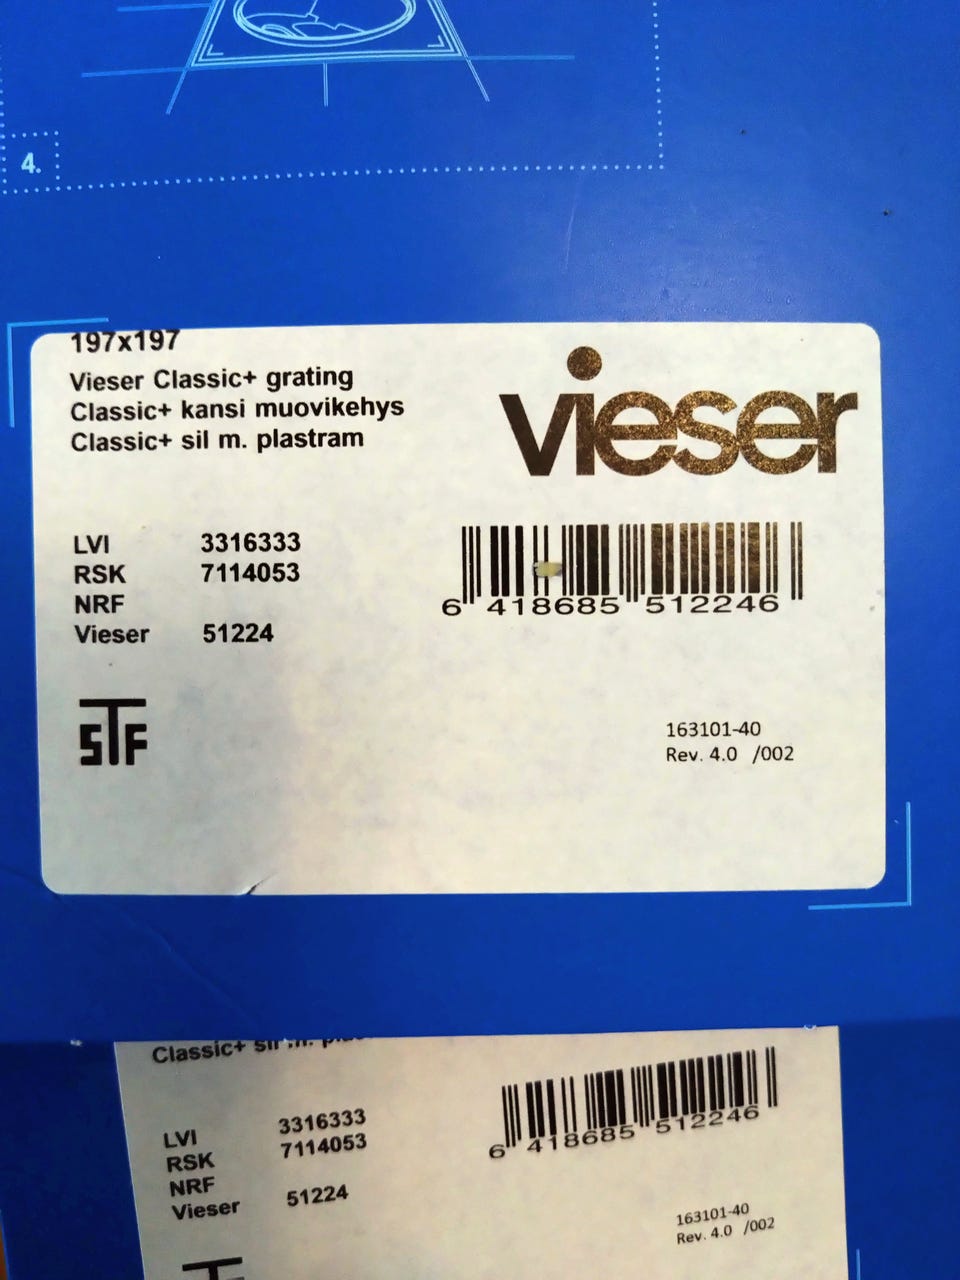 4.
197x197
Vieser Classic+ grating
Classic+ kansi muovikehys
Classic+ sil m. plastram
vieser
LVI 3316333
RSK 7114053
NRF
Vieser 51224
6 418685 512246
STF
163101-40
Rev. 4.0 /002
Classic+ sil m.
LVI 3316333
RSK 7114053
NRF
Vieser 51224
6 418685 512246
163101-40
Rev. 4.0 /002